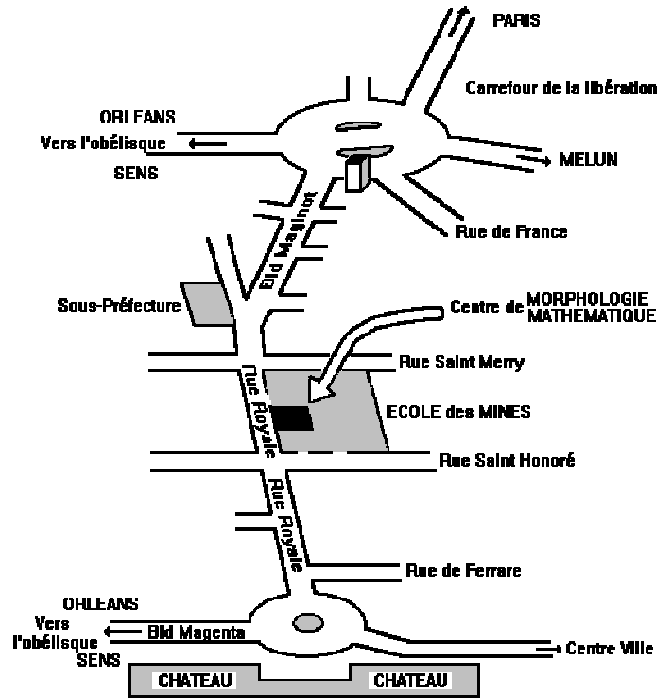 PARIS
Carrefour de la libération
ORLEANS
Vers l'obélisque
SENS
MELUN
Rue de France
Bld Maginot
Sous-Préfecture
Centre de MORPHOLOGIE
MATHEMATIQUE
Rue Saint Merry
Rue Royale
ECOLE des MINES
Rue Saint Honoré
Rue Royale
Rue de Ferrare
ORLEANS
Vers
l'obélisque
Bld Magenta
SENS
Centre Ville
CHATEAU
CHATEAU